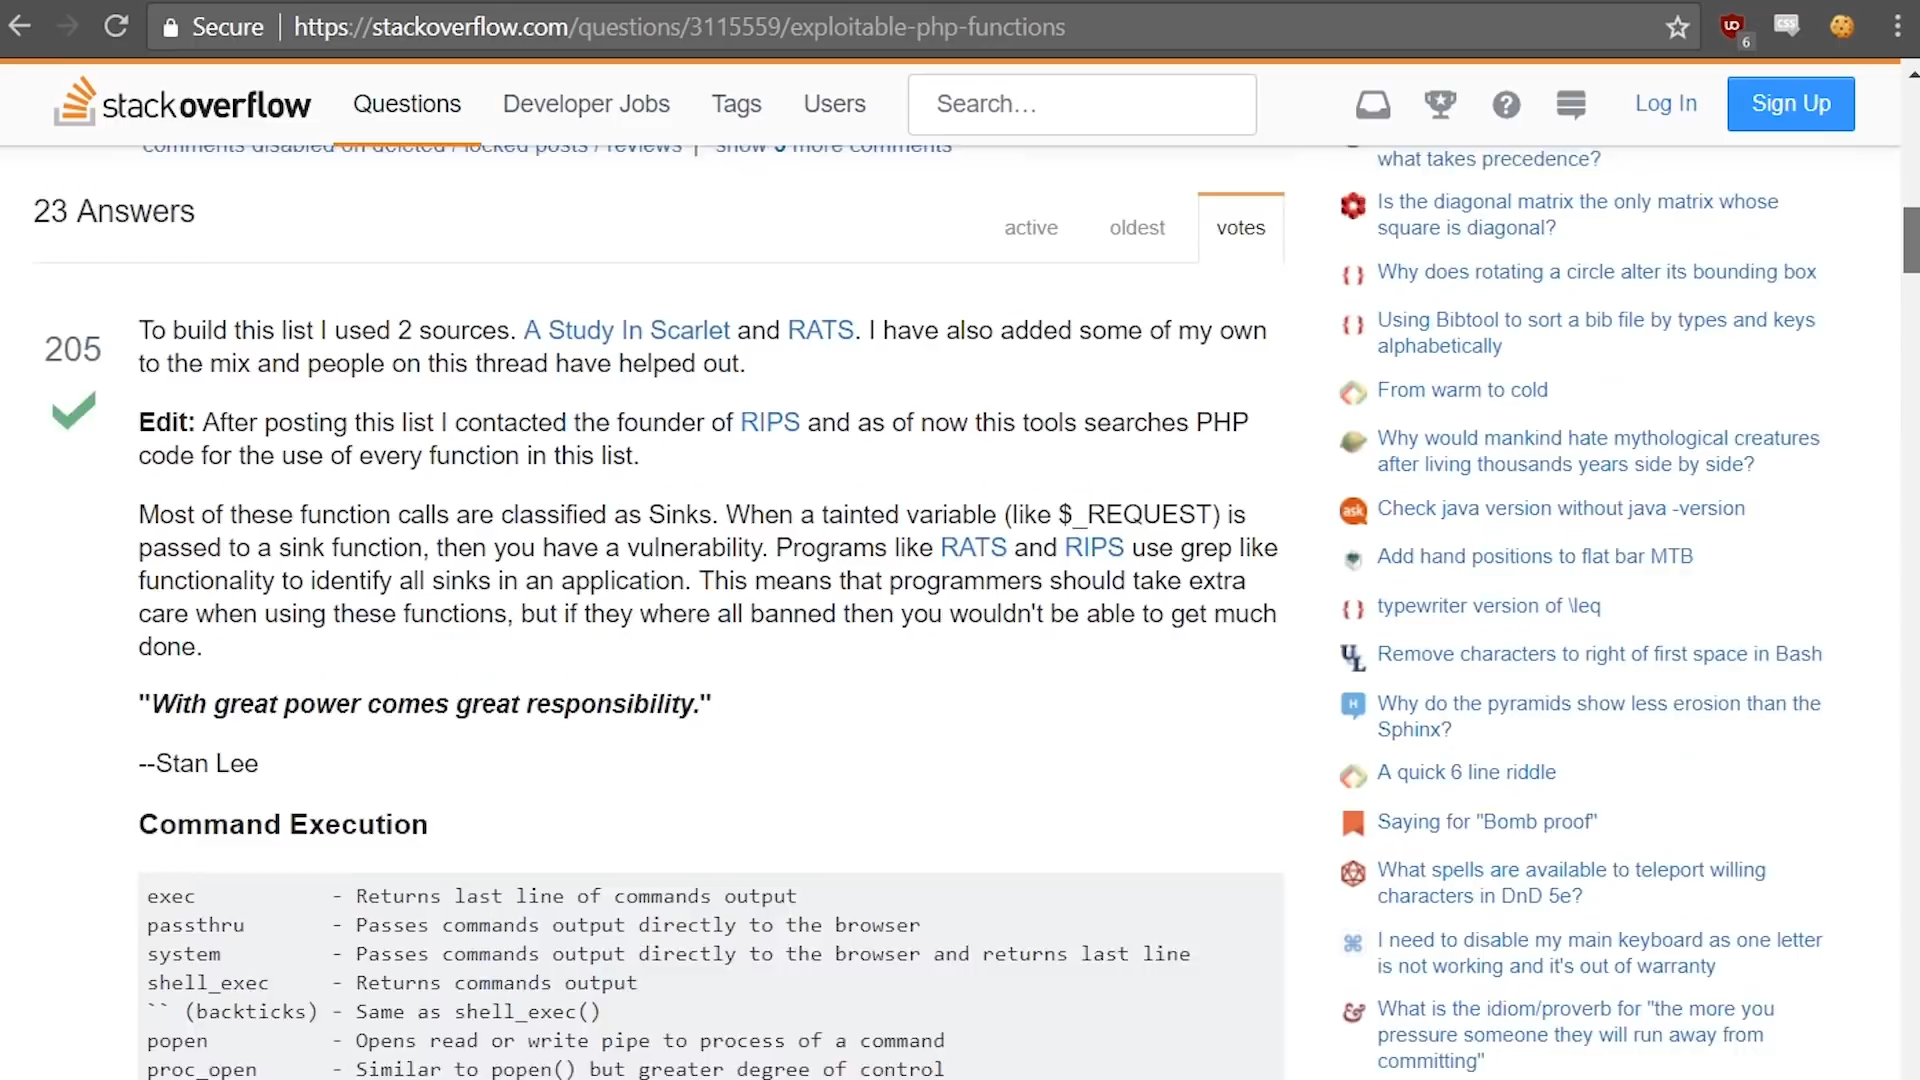 Secure | https://stackoverflow.com/questions/3115559/exploitable-php-functions
6
CSS
stackoverflow
Questions
Developer Jobs
Tags
Users
Search...
Log In
Sign Up
comments disabled on deleted / locked posts / reviews | show 9 more comments
23 Answers
active
oldest
votes
205
To build this list I used 2 sources. A Study In Scarlet and RATS. I have also added some of my own
to the mix and people on this thread have helped out.
Edit: After posting this list I contacted the founder of RIPS and as of now this tools searches PHP
code for the use of every function in this list.
Most of these function calls are classified as Sinks. When a tainted variable (like $_REQUEST) is
passed to a sink function, then you have a vulnerability. Programs like RATS and RIPS use grep like
functionality to identify all sinks in an application. This means that programmers should take extra
care when using these functions, but if they where all banned then you wouldn't be able to get much
done.
"With great power comes great responsibility."
--Stan Lee
Command Execution
exec - Returns last line of commands output
passthru - Passes commands output directly to the browser
system - Passes commands output directly to the browser and returns last line
shell_exec - Returns commands output
`` (backticks) - Same as shell_exec()
popen - Opens read or write pipe to process of a command
proc_open - Similar to popen() but greater degree of control
what takes precedence?
Is the diagonal matrix the only matrix whose
square is diagonal?
Why does rotating a circle alter its bounding box
Using Bibtool to sort a bib file by types and keys
alphabetically
From warm to cold
Why would mankind hate mythological creatures
after living thousands years side by side?
ask
Check java version without java -version
Add hand positions to flat bar MTB
typewriter version of \leq
Remove characters to right of first space in Bash
Why do the pyramids show less erosion than the
Sphinx?
A quick 6 line riddle
Saying for "Bomb proof"
What spells are available to teleport willing
characters in DnD 5e?
I need to disable my main keyboard as one letter
is not working and it's out of warranty
What is the idiom/proverb for "the more you
pressure someone they will run away from
committing"